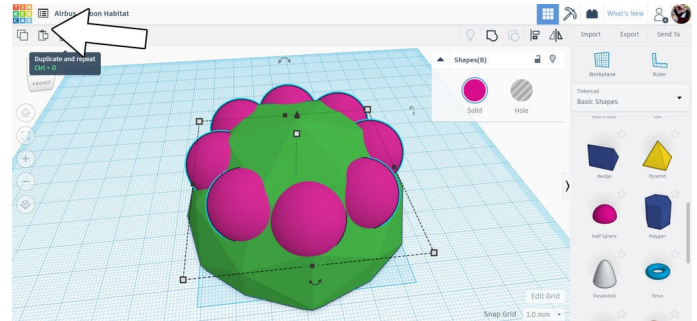 TIN
KER
CAD
Airbus
oon Habitat
What's New
Import
Export
Send To
Duplicate and repeat
Ctrl + D
FRONT
Shapes(8)
Solid
Hole
Workplane
Ruler
Tinkercad
Basic Shapes
Wedge
Pyramid
Half Sphere
Polygon
Paraboloid
Torus
Edit Grid
Snap Grid
1.0 mm